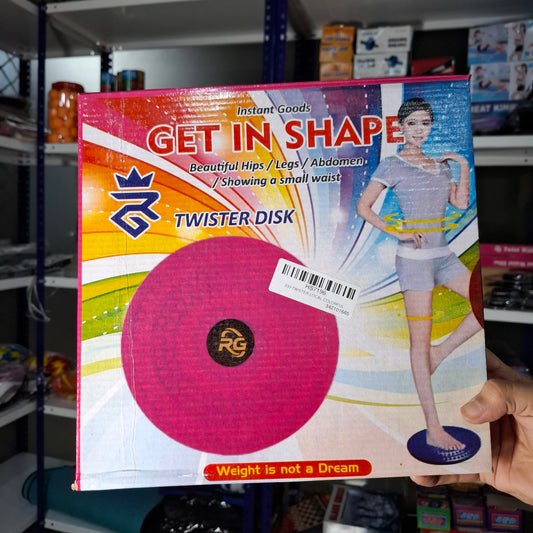 Instant Goods
GET IN SHAPE
Beautiful Hips / Legs / Abdomen
/ Showing a small waist
TWISTER DISK
HS7196
RG
Weight is not a Dream